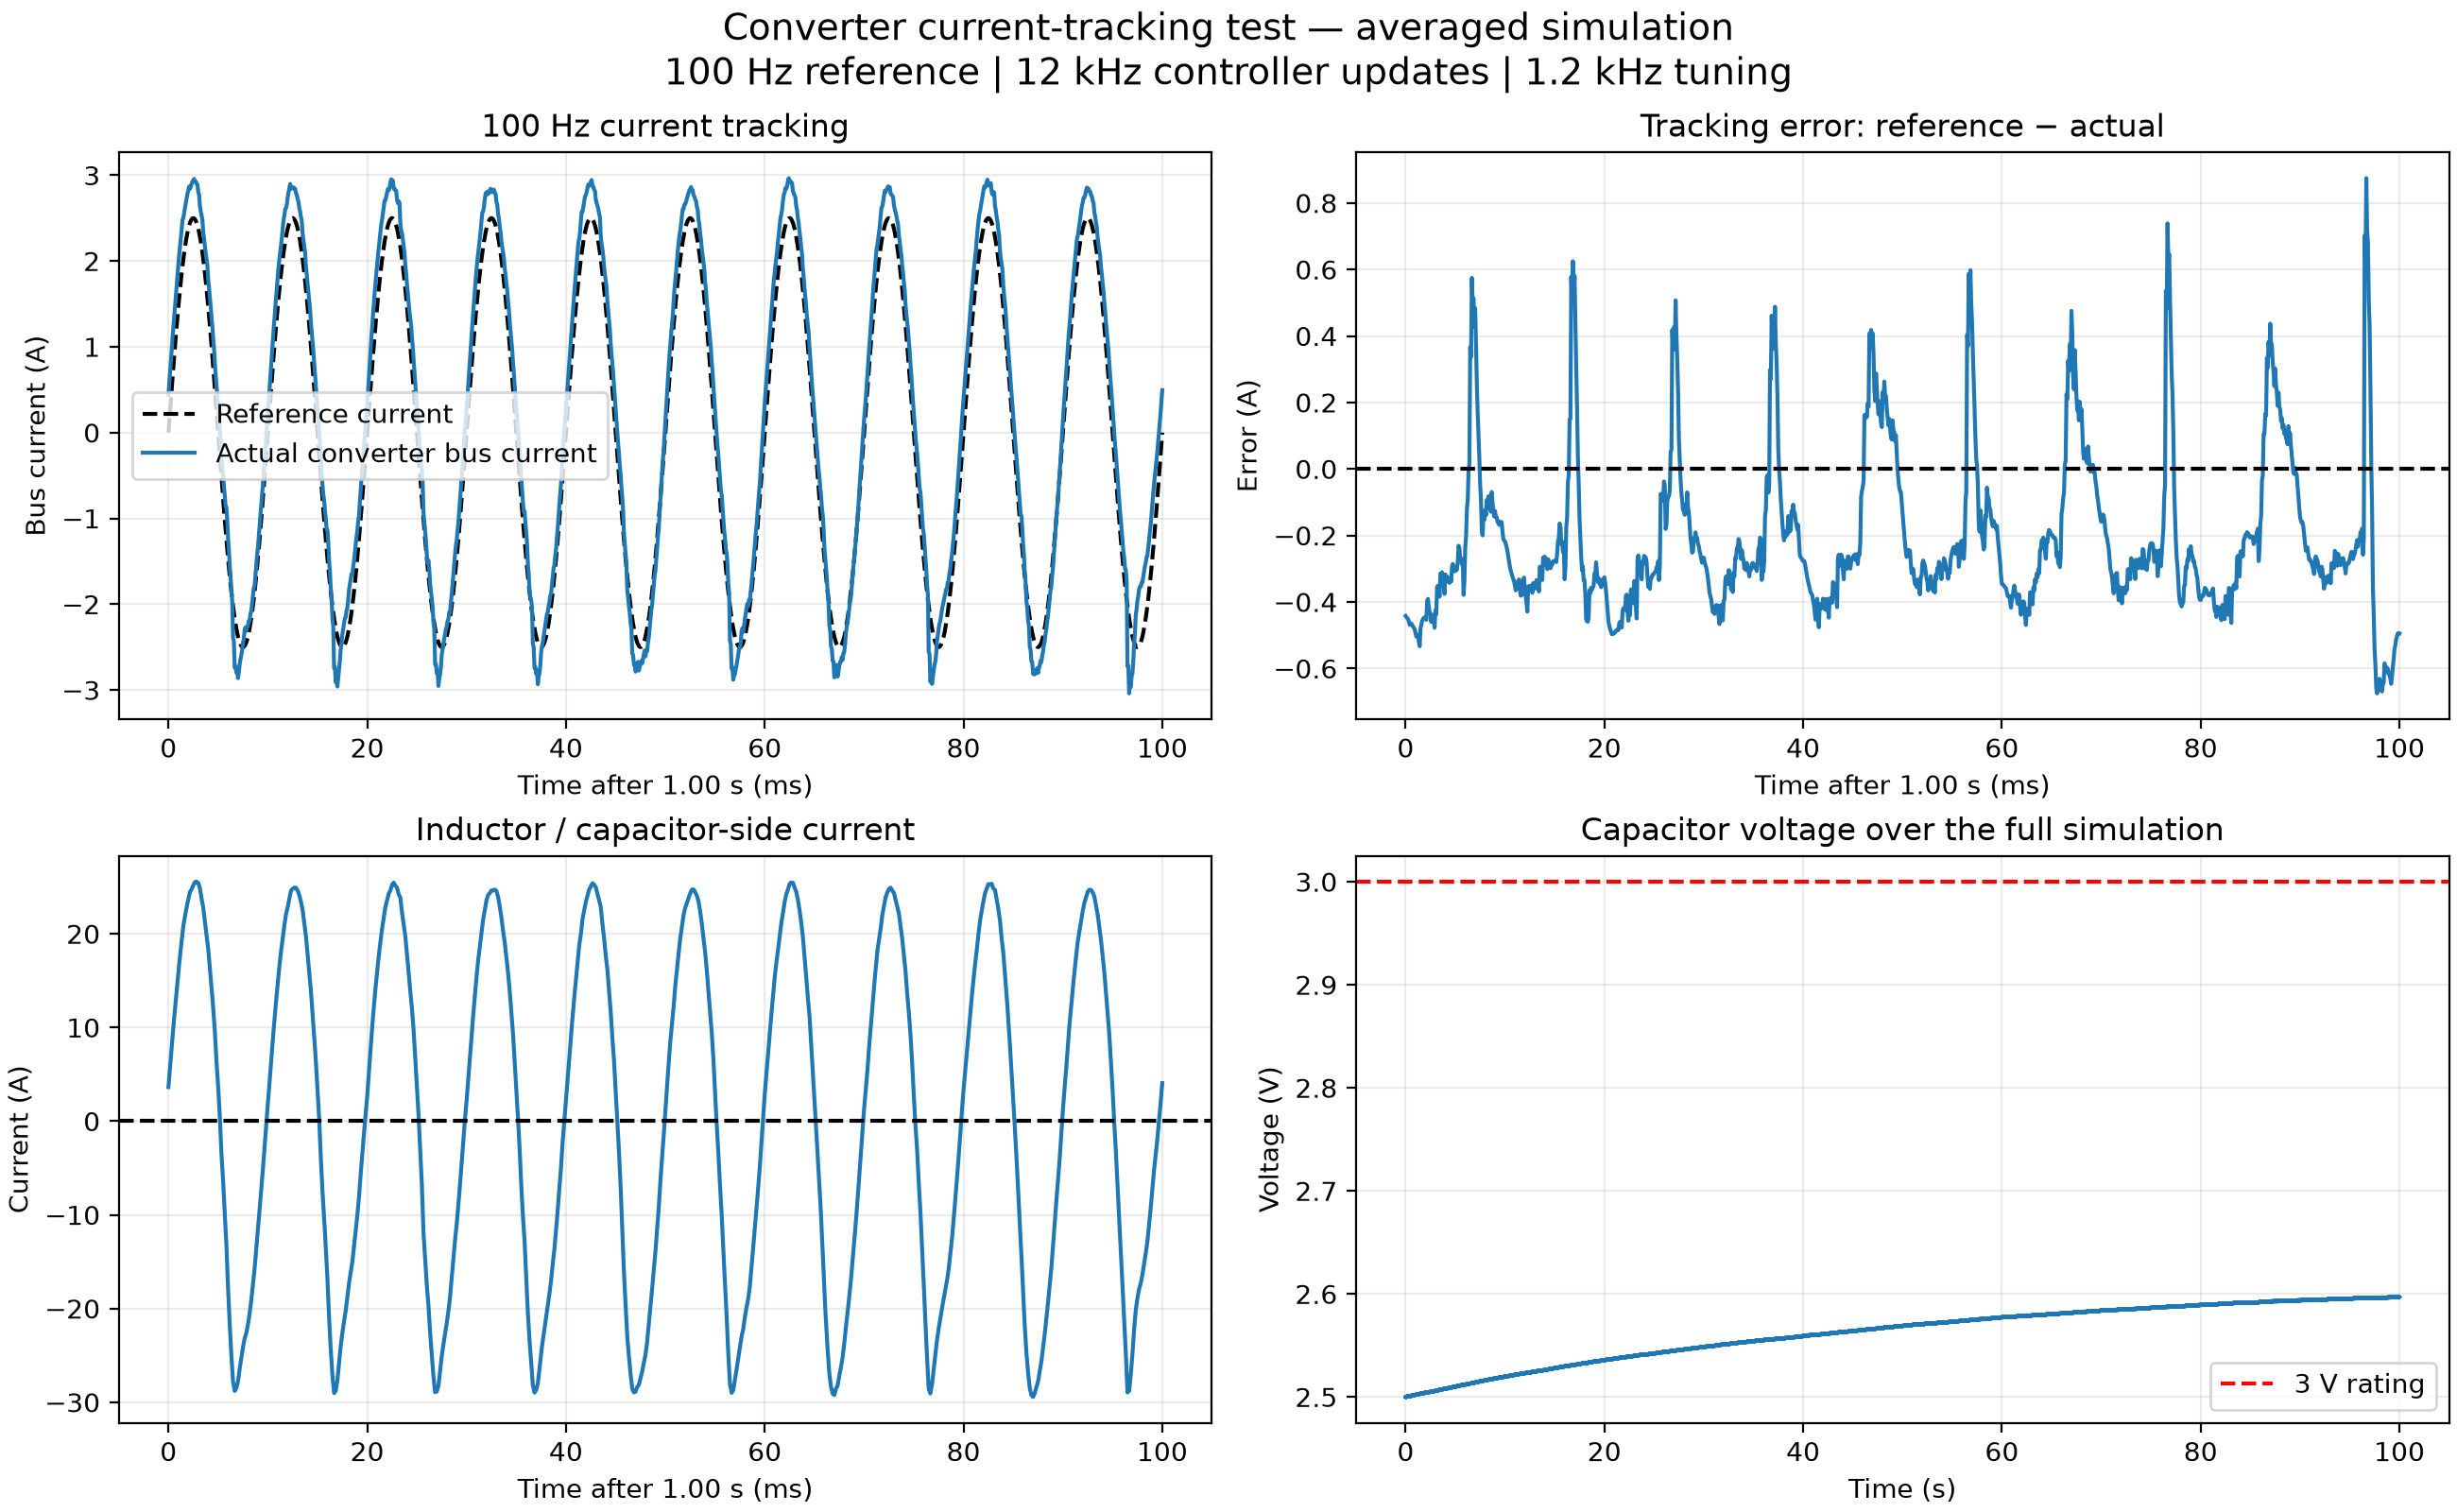 Converter current-tracking test — averaged simulation
100 Hz reference | 12 kHz controller updates | 1.2 kHz tuning
100 Hz current tracking
3
2
1
0
−1
−2
−3
Bus current (A)
Reference current
Actual converter bus current
0 20 40 60 80 100
Time after 1.00 s (ms)
Tracking error: reference − actual
0.8
0.6
0.4
0.2
0.0
−0.2
−0.4
−0.6
Error (A)
0 20 40 60 80 100
Time after 1.00 s (ms)
Inductor / capacitor-side current
20
10
0
−10
−20
−30
Current (A)
0 20 40 60 80 100
Time after 1.00 s (ms)
Capacitor voltage over the full simulation
3.0
2.9
2.8
2.7
2.6
2.5
Voltage (V)
3 V rating
0 20 40 60 80 100
Time (s)